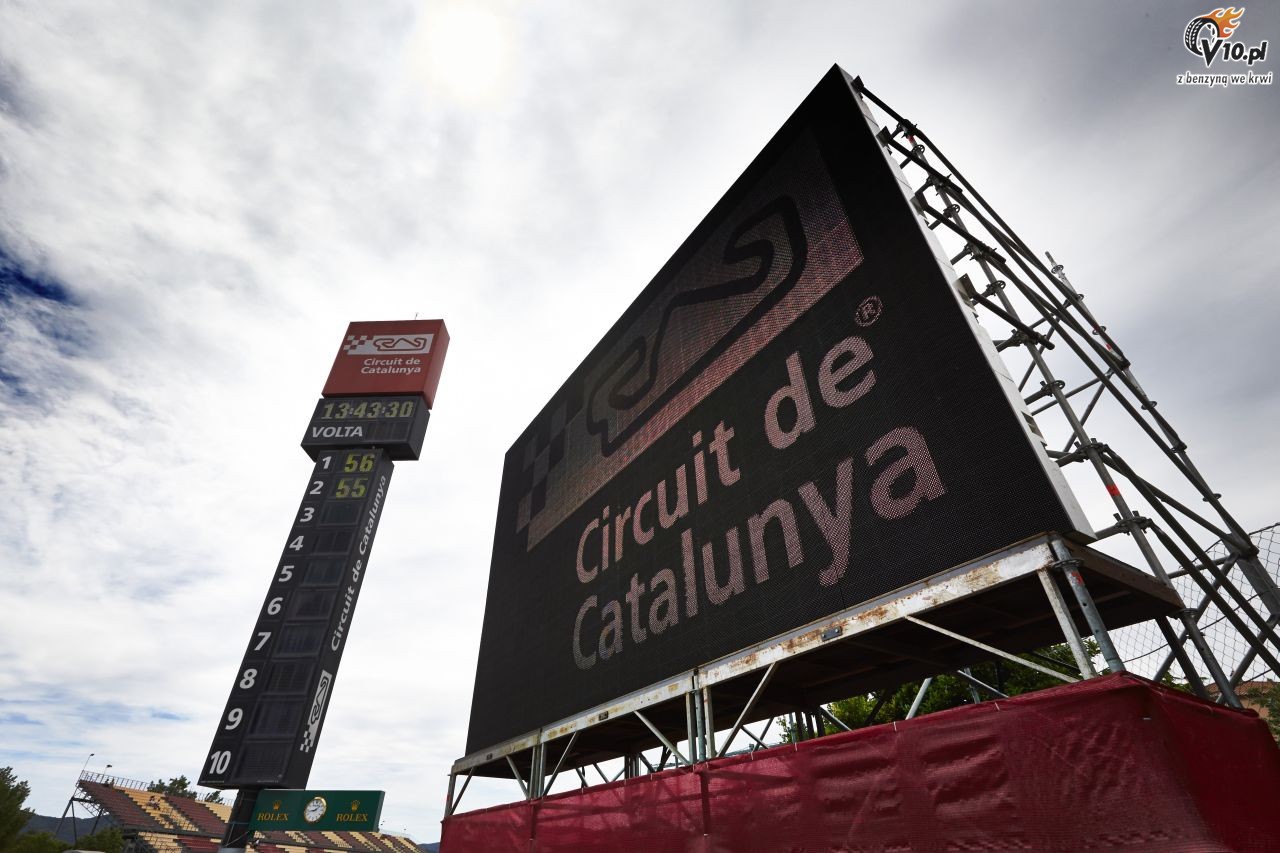 V10.pl
z benzyną we krwi
Circuit de
Catalunya
13:43:30
VOLTA
1 56
2 55
3
4
5
6
7
8
9
10
Circuit de Catalunya
ROLEX
ROLEX
Circuit de®
Catalunya